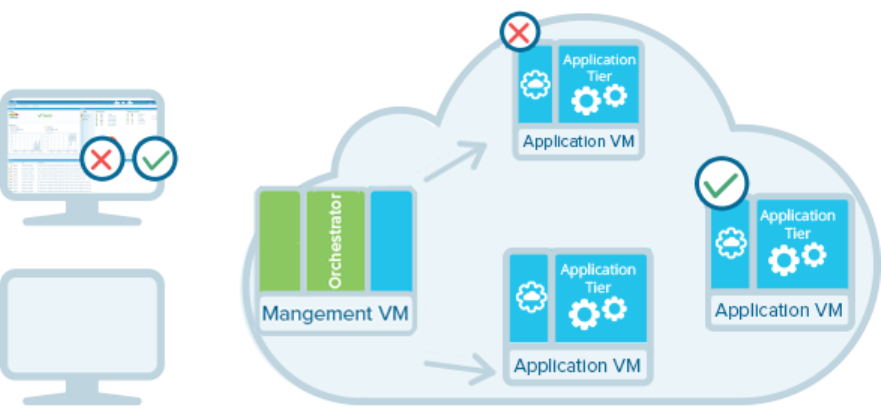 Application
Tier
Application VM
Orchestrator
Mangement VM
Application
Tier
Application VM
Application
Tier
Application VM